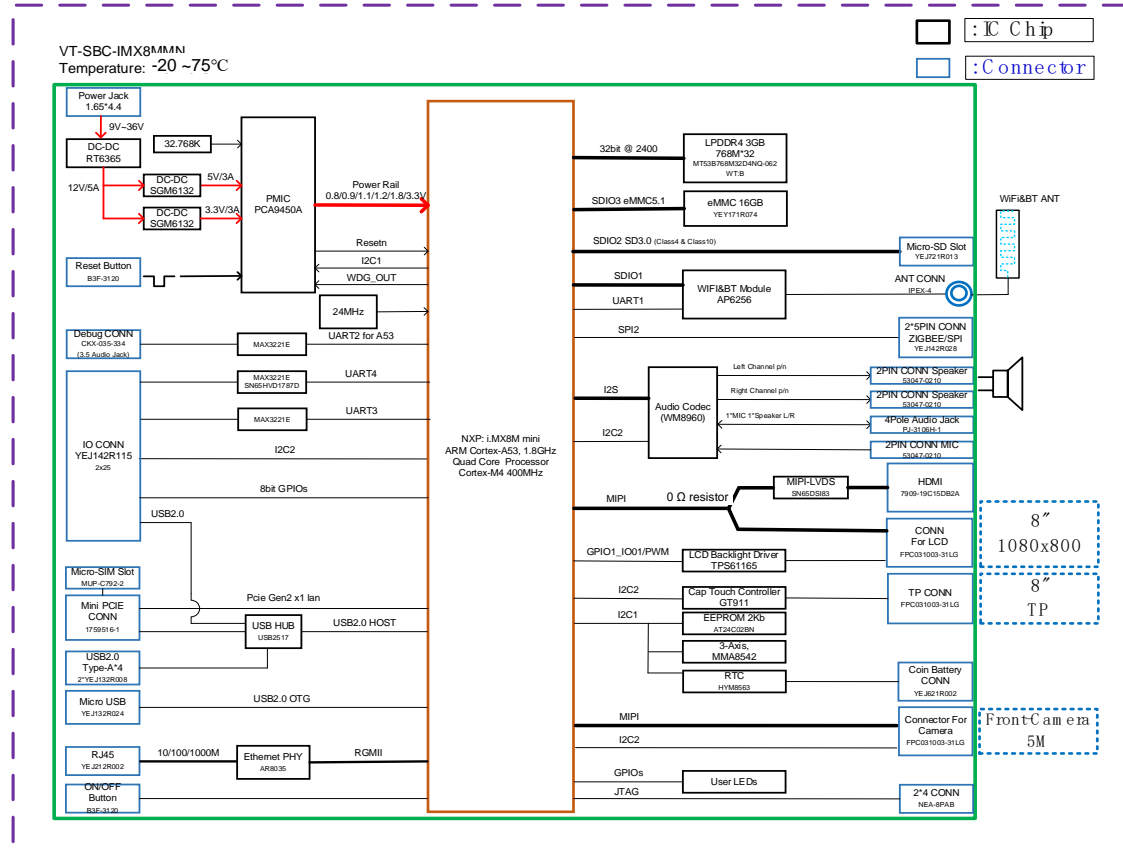 :IC Chip
VT-SBC-IMX8MMN
Temperature: -20 ~75℃
:Connector
Power Jack
1.65*4.4
9V~36V
DC-DC
RT6365
12V/5A
DC-DC
SGM6132
5V/3A
DC-DC
SGM6132
3.3V/3A
32.768K
PMIC
PCA9450A
Power Rail
0.8/0.9/1.1/1.2/1.8/3.3V
Resetn
I2C1
WDG_OUT
Reset Button
B3F-3120
24MHz
Debug CONN
CKX-035-334
(3.5 Audio Jack)
MAX3221E
UART2 for A53
MAX3221E
SN65HVD1787D
UART4
MAX3221E
UART3
IO CONN
YEJ142R115
2x25
I2C2
8bit GPIOs
USB2.0
Micro-SIM Slot
MUP-C792-2
Mini PCIE
CONN
1759516-1
Pcie Gen2 x1 lan
USB HUB
USB2517
USB2.0 HOST
USB2.0
Type-A*4
2*YEJ132R008
Micro USB
YEJ132R024
USB2.0 OTG
RJ45
YEJ212R002
10/100/1000M
Ethernet PHY
AR8035
RGMII
ON/OFF
Button
B3F-3120
NXP: i.MX8M mini
ARM Cortex-A53, 1.8GHz
Quad Core Processor
Cortex-M4 400MHz
32bit @ 2400
LPDDR4 3GB
768M*32
MT53B768M32D4NQ-062
WT:B
SDIO3 eMMC5.1
eMMC 16GB
YEY171R074
SDIO2 SD3.0 (Class4 & Class10)
Micro-SD Slot
YEJ721R013
WiFi&BT ANT
SDIO1
UART1
WIFI&BT Module
AP6256
ANT CONN
IPEX-4
SPI2
2*5PIN CONN
ZIGBEE/SPI
YEJ142R028
I2S
I2C2
Audio Codec
(WM8960)
Left Channel p/n
2PIN CONN Speaker
53047-0210
Right Channel p/n
2PIN CONN Speaker
53047-0210
1*MIC 1*Speaker L/R
4Pole Audio Jack
PJ-3106H-1
2PIN CONN MIC
53047-0210
MIPI
0 Ω resistor
MIPI-LVDS
SN65DSI83
HDMI
7909-19C15DB2A
CONN
For LCD
FPC031003-31LG
8″
1080x800
GPIO1_IO01/PWM
LCD Backlight Driver
TPS61165
I2C2
Cap Touch Controller
GT911
TP CONN
FPC031003-31LG
8″
TP
I2C1
EEPROM 2Kb
AT24C02BN
3-Axis,
MMA8542
RTC
HYM8563
Coin Battery
CONN
YEJ621R002
MIPI
I2C2
Connector For
Camera
FPC031003-31LG
Front-Camera
5M
GPIOs
User LEDs
JTAG
2*4 CONN
NEA-8PAB